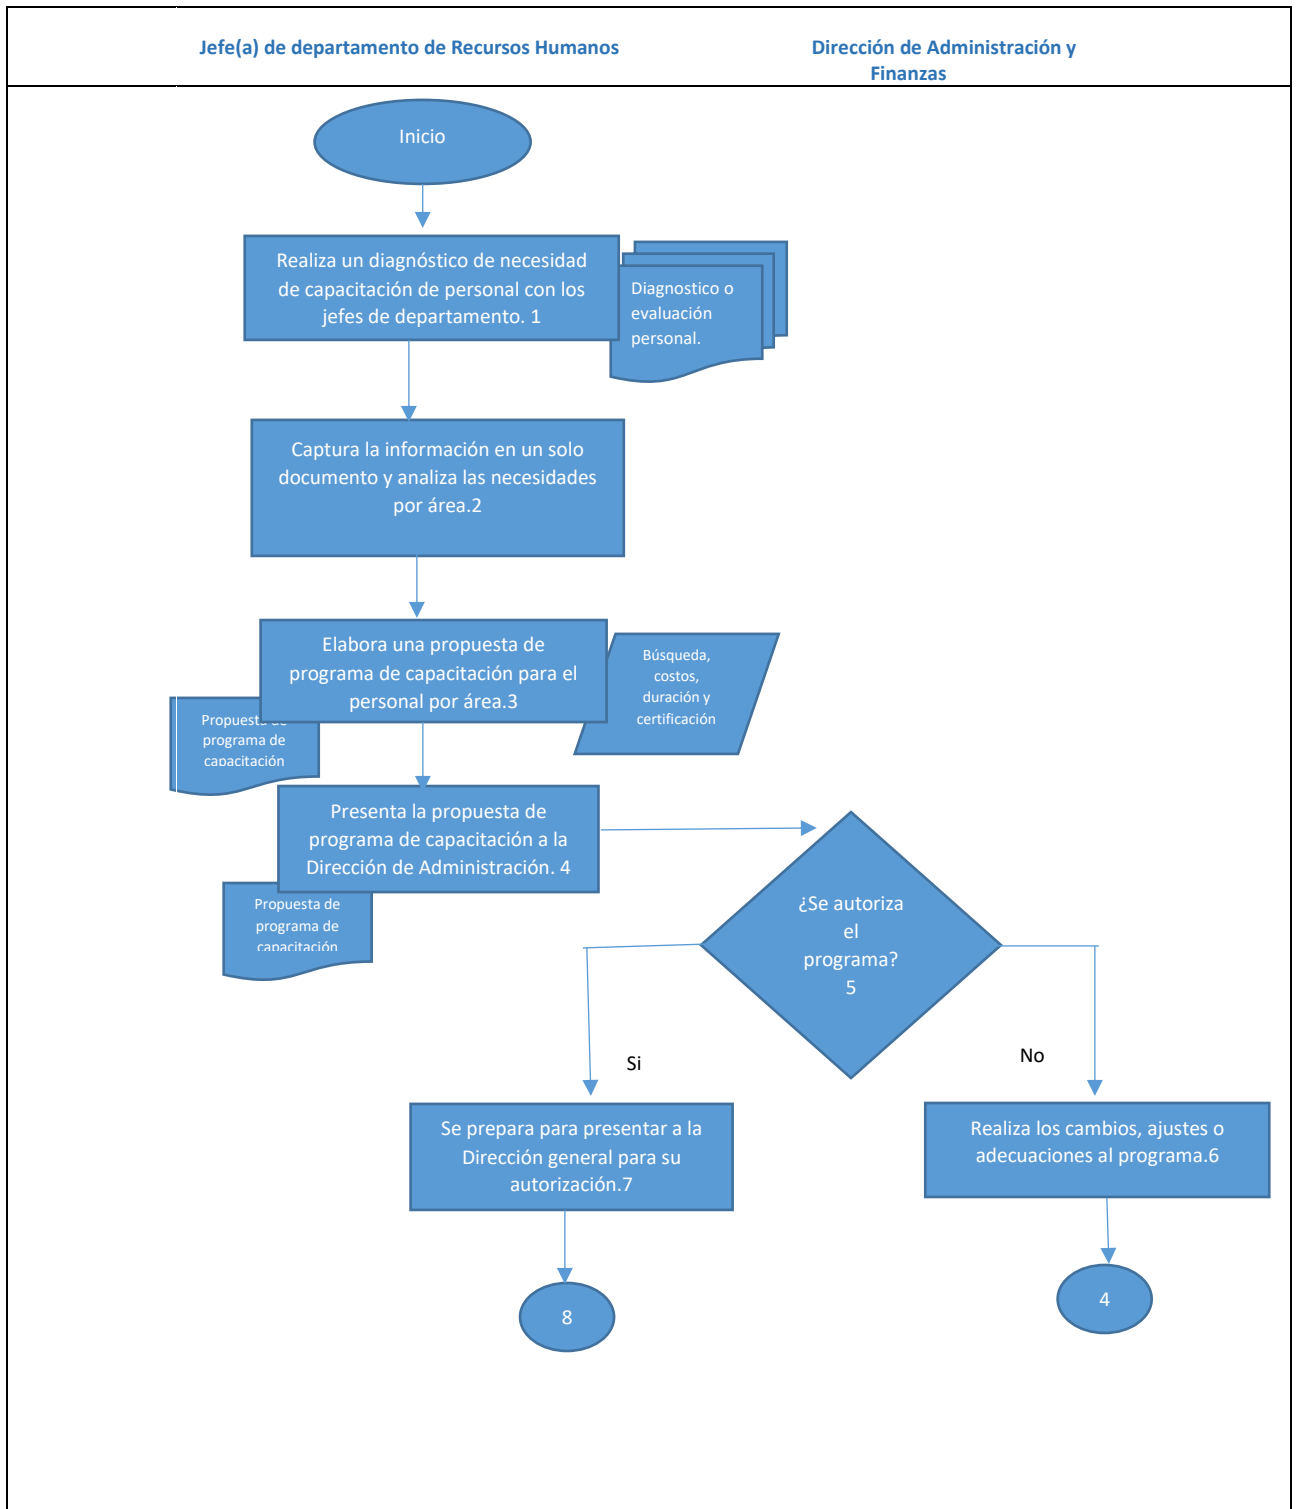 Jefe(a) de departamento de Recursos Humanos
Dirección de Administración y
Finanzas
Inicio
Realiza un diagnóstico de necesidad
de capacitación de personal con los
jefes de departamento. 1
Diagnostico o
evaluación
personal.
Captura la información en un solo
documento y analiza las necesidades
por área.2
Elabora una propuesta de
programa de capacitación para el
personal por área.3
Búsqueda,
costos,
duración y
certificación
Propuesta de
programa de
capacitación
Presenta la propuesta de
programa de capacitación a la
Dirección de Administración. 4
Propuesta de
programa de
capacitación
¿Se autoriza
el
programa?
5
Si
No
Se prepara para presentar a la
Dirección general para su
autorización.7
Realiza los cambios, ajustes o
adecuaciones al programa.6
8
4